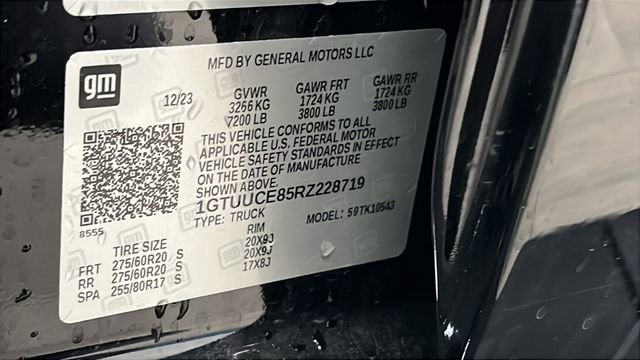 MFD BY GENERAL MOTORS LLC
gm
12/23
GVWR GAWR FRT GAWR RR
3266 KG 1724 KG 1724 KG
7200 LB 3800 LB 3800 LB
THIS VEHICLE CONFORMS TO ALL
APPLICABLE U.S. FEDERAL MOTOR
VEHICLE SAFETY STANDARDS IN EFFECT
ON THE DATE OF MANUFACTURE
SHOWN ABOVE.
1GTUUCE85RZ228719
TYPE: TRUCK MODEL: 59TK10543
8555
TIRE SIZE RIM
FRT 275/60R20 S 20X9J
RR 275/60R20 S 20X9J
SPA 255/80R17 S 17X8J